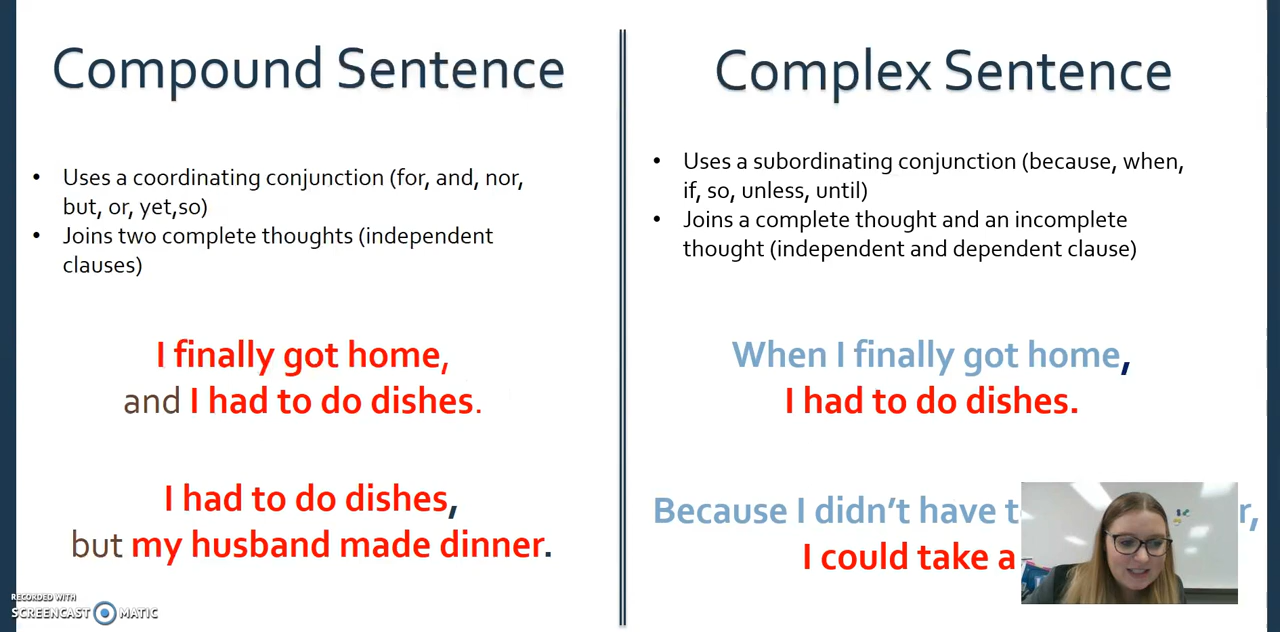 Compound Sentence
• Uses a coordinating conjunction (for, and, nor,
but, or, yet,so)
• Joins two complete thoughts (independent
clauses)
I finally got home,
and I had to do dishes.
I had to do dishes,
but my husband made dinner.
Complex Sentence
• Uses a subordinating conjunction (because, when,
if, so, unless, until)
• Joins a complete thought and an incomplete
thought (independent and dependent clause)
When I finally got home,
I had to do dishes.
Because I didn’t have
I could take a
RECORDED WITH
SCREENCAST MATIC